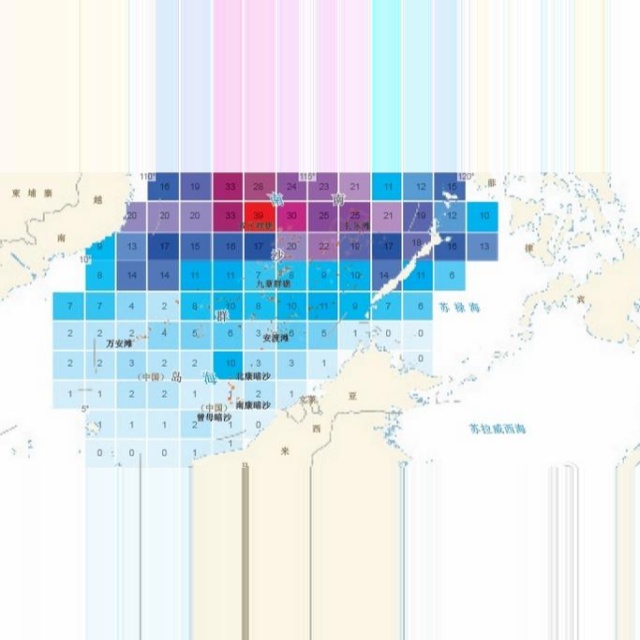 110° 115° 120°
16 19 33 28 24 23 21 11 12 15
柬埔寨 越 南 菲
20 20 20 33 39 30 25 25 21 19 12 10
南
13 17 15 16 17 20 22 16 17 18 16 13
沙 律
10°
8 14 14 11 11 7 8 9 10 14 11 6
九章群礁
7 7 4 2 8 10 10 10 10 11 9 7 6
群 苏禄海 宾
2 2 2 4 5 6 3 6 5 1 0 0
万安滩 安渡滩
2 2 3 2 2 10 3 3 1 0
(中国) 岛 海 北康暗沙
1 1 2 2 1 2 1
5° (中国) 南康暗沙 文莱 亚
曾母暗沙
1 1 1 2 1 0
西 苏拉威西海
0 0 0 1 1
来